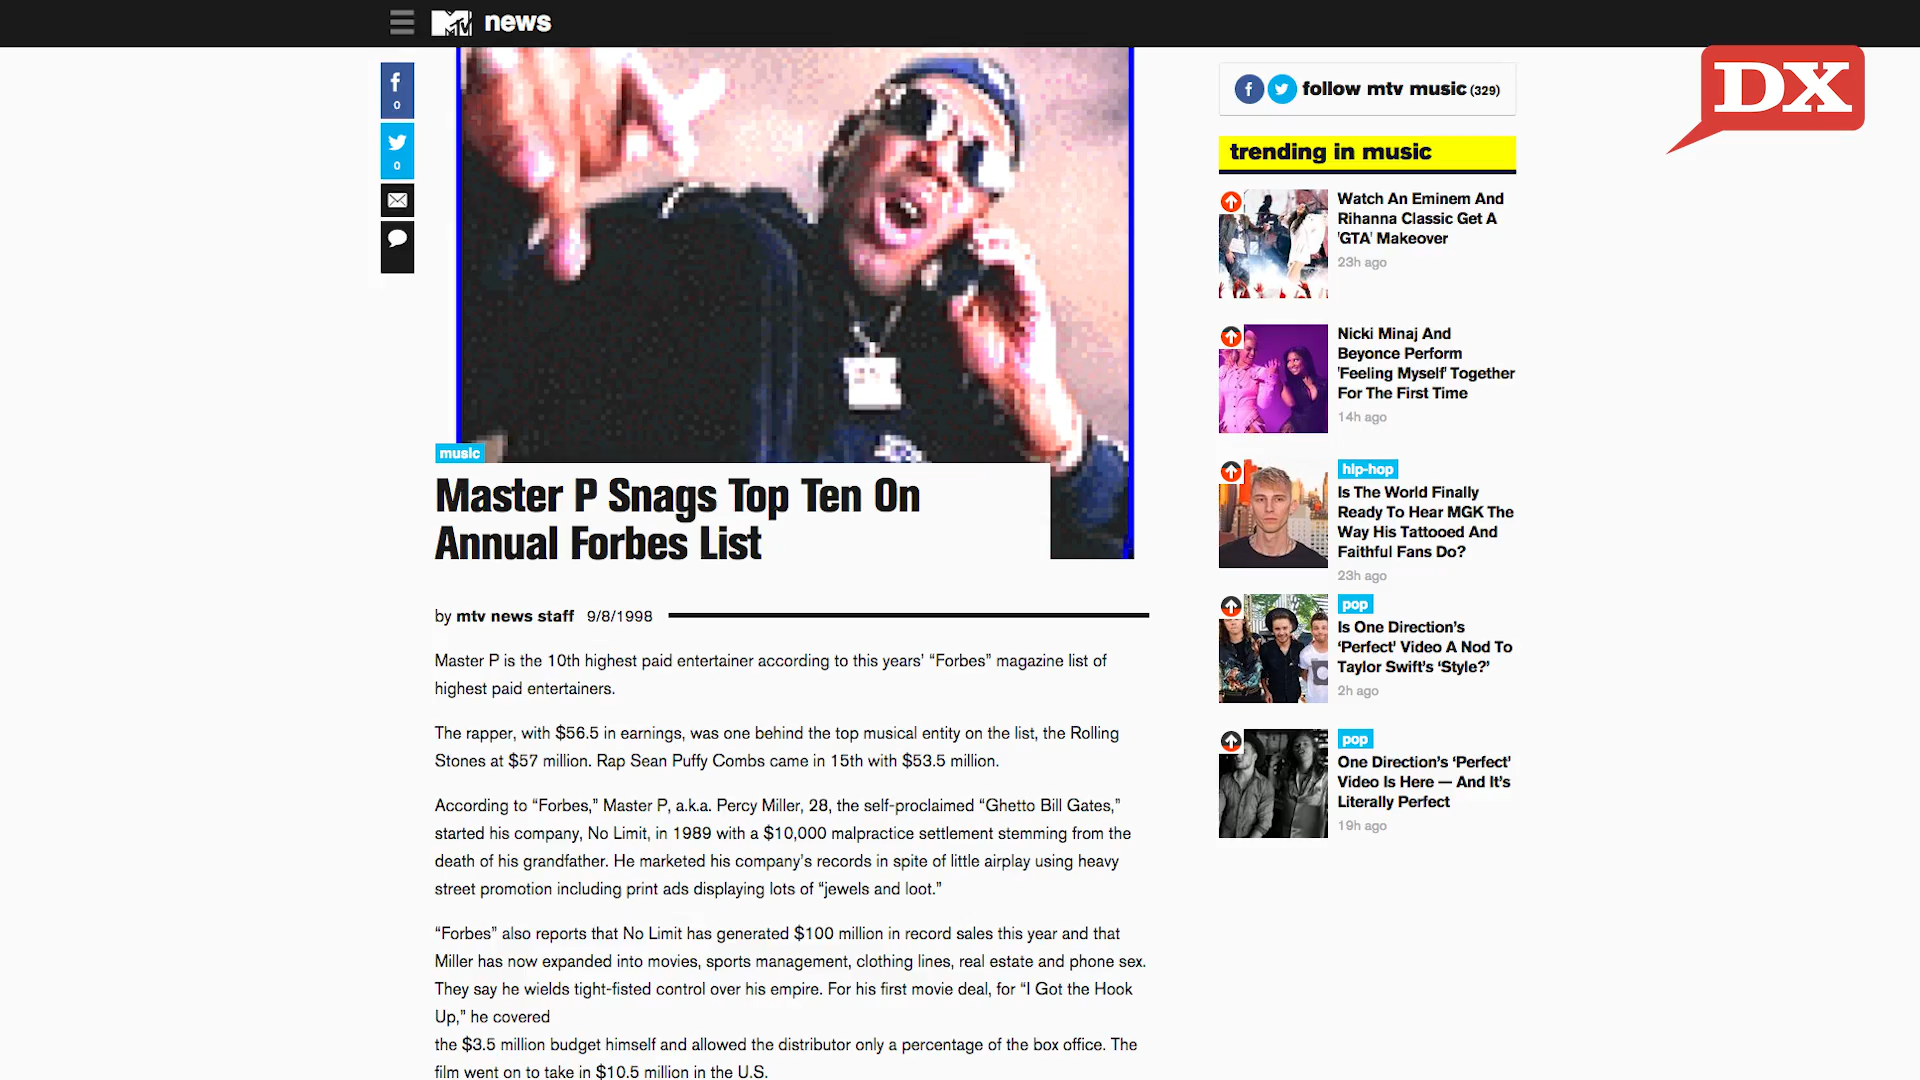 MTV news
DX
f
0
0
music
Master P Snags Top Ten On
Annual Forbes List
by mtv news staff 9/8/1998
Master P is the 10th highest paid entertainer according to this years’ “Forbes” magazine list of
highest paid entertainers.
The rapper, with $56.5 in earnings, was one behind the top musical entity on the list, the Rolling
Stones at $57 million. Rap Sean Puffy Combs came in 15th with $53.5 million.
According to “Forbes,” Master P, a.k.a. Percy Miller, 28, the self-proclaimed “Ghetto Bill Gates,”
started his company, No Limit, in 1989 with a $10,000 malpractice settlement stemming from the
death of his grandfather. He marketed his company’s records in spite of little airplay using heavy
street promotion including print ads displaying lots of “jewels and loot.”
“Forbes” also reports that No Limit has generated $100 million in record sales this year and that
Miller has now expanded into movies, sports management, clothing lines, real estate and phone sex.
They say he wields tight-fisted control over his empire. For his first movie deal, for “I Got the Hook
Up,” he covered
the $3.5 million budget himself and allowed the distributor only a percentage of the box office. The
film went on to take in $10.5 million in the U.S.
f follow mtv music (329)
trending in music
Watch An Eminem And
Rihanna Classic Get A
'GTA' Makeover
23h ago
Nicki Minaj And
Beyonce Perform
'Feeling Myself' Together
For The First Time
14h ago
hip-hop
Is The World Finally
Ready To Hear MGK The
Way His Tattooed And
Faithful Fans Do?
23h ago
pop
Is One Direction’s
‘Perfect’ Video A Nod To
Taylor Swift’s ‘Style?’
2h ago
pop
One Direction’s ‘Perfect’
Video Is Here — And It’s
Literally Perfect
19h ago